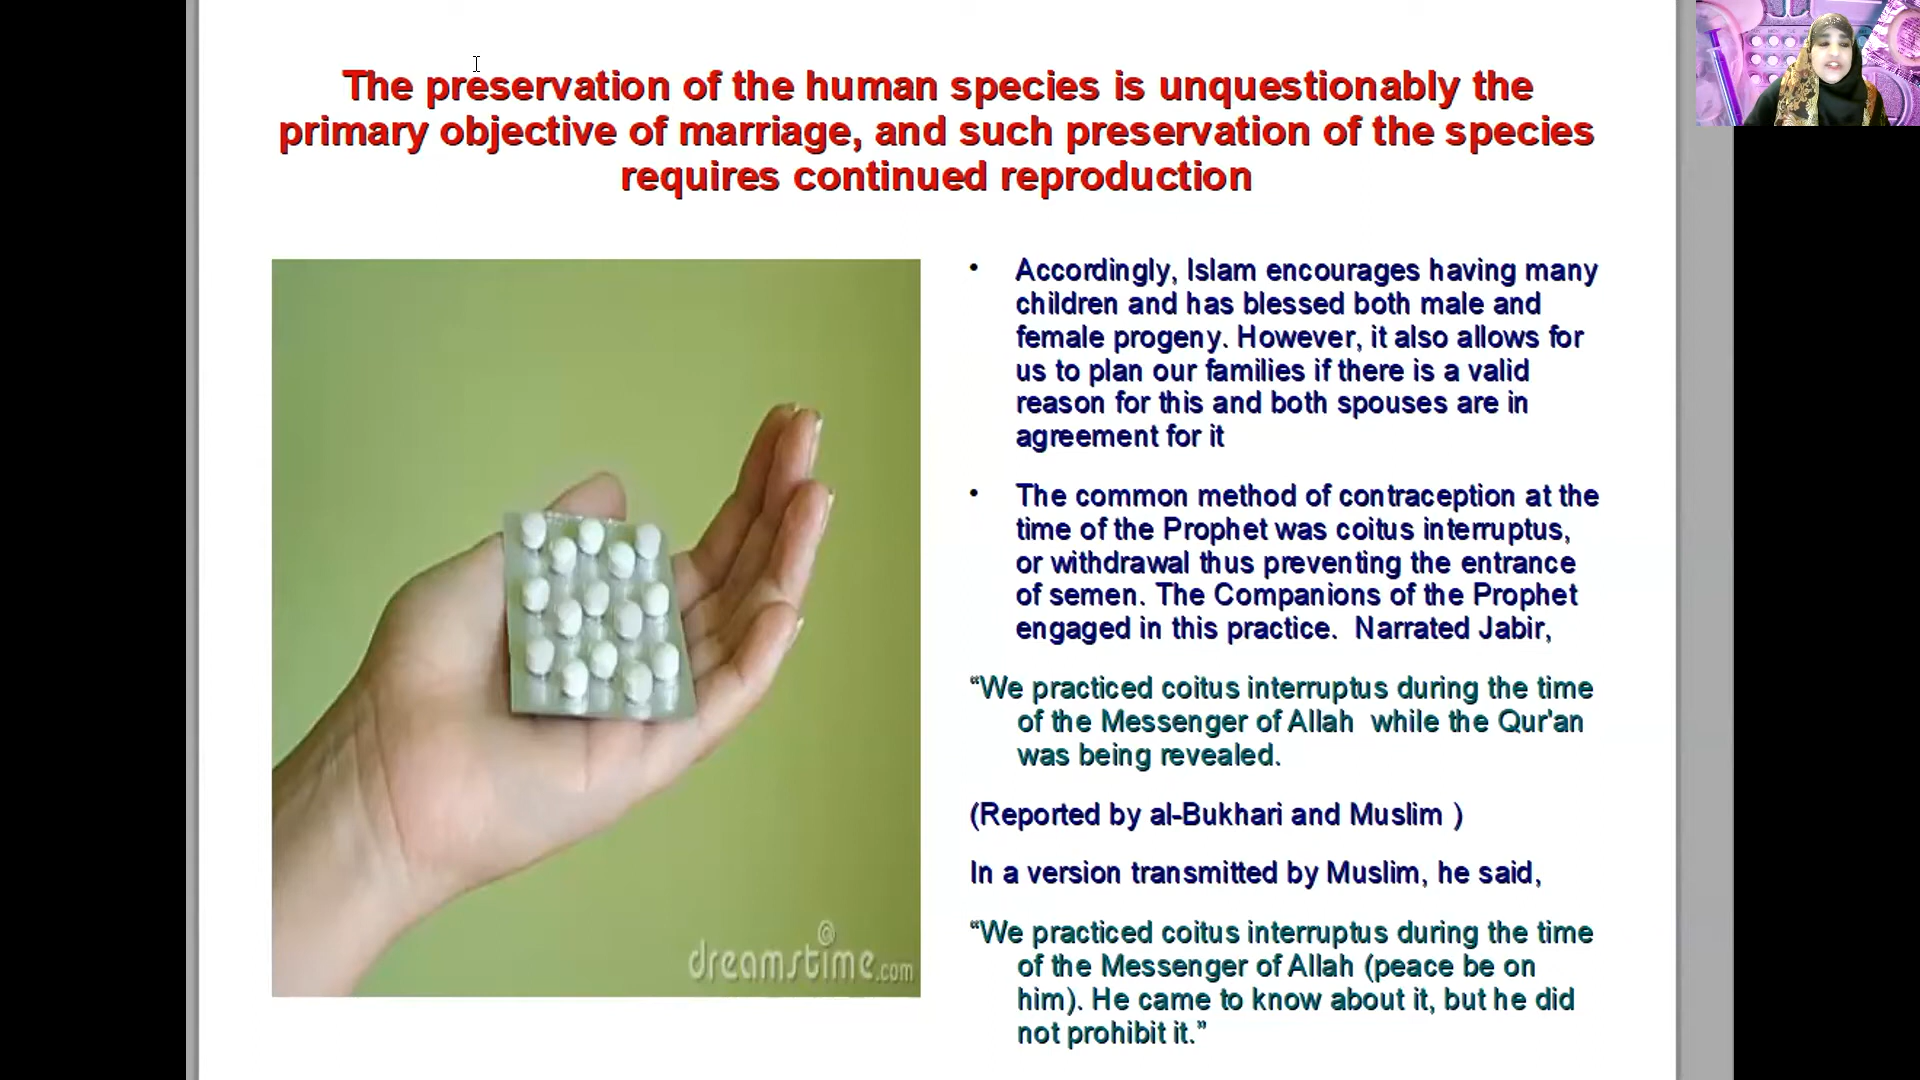 The preservation of the human species is unquestionably the
primary objective of marriage, and such preservation of the species
requires continued reproduction
• Accordingly, Islam encourages having many
children and has blessed both male and
female progeny. However, it also allows for
us to plan our families if there is a valid
reason for this and both spouses are in
agreement for it
• The common method of contraception at the
time of the Prophet was coitus interruptus,
or withdrawal thus preventing the entrance
of semen. The Companions of the Prophet
engaged in this practice. Narrated Jabir,
“We practiced coitus interruptus during the time
of the Messenger of Allah while the Qur'an
was being revealed.
(Reported by al-Bukhari and Muslim )
In a version transmitted by Muslim, he said,
“We practiced coitus interruptus during the time
of the Messenger of Allah (peace be on
him). He came to know about it, but he did
not prohibit it.”
©
dreamstime.com